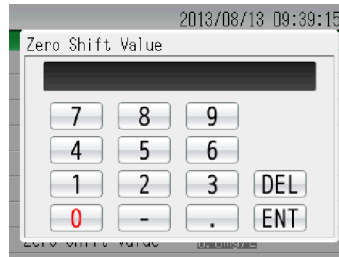 2013/08/13 09:39:15
Zero Shift Value
7 8 9
4 5 6
1 2 3 DEL
0 - . ENT
Zero Shift Value